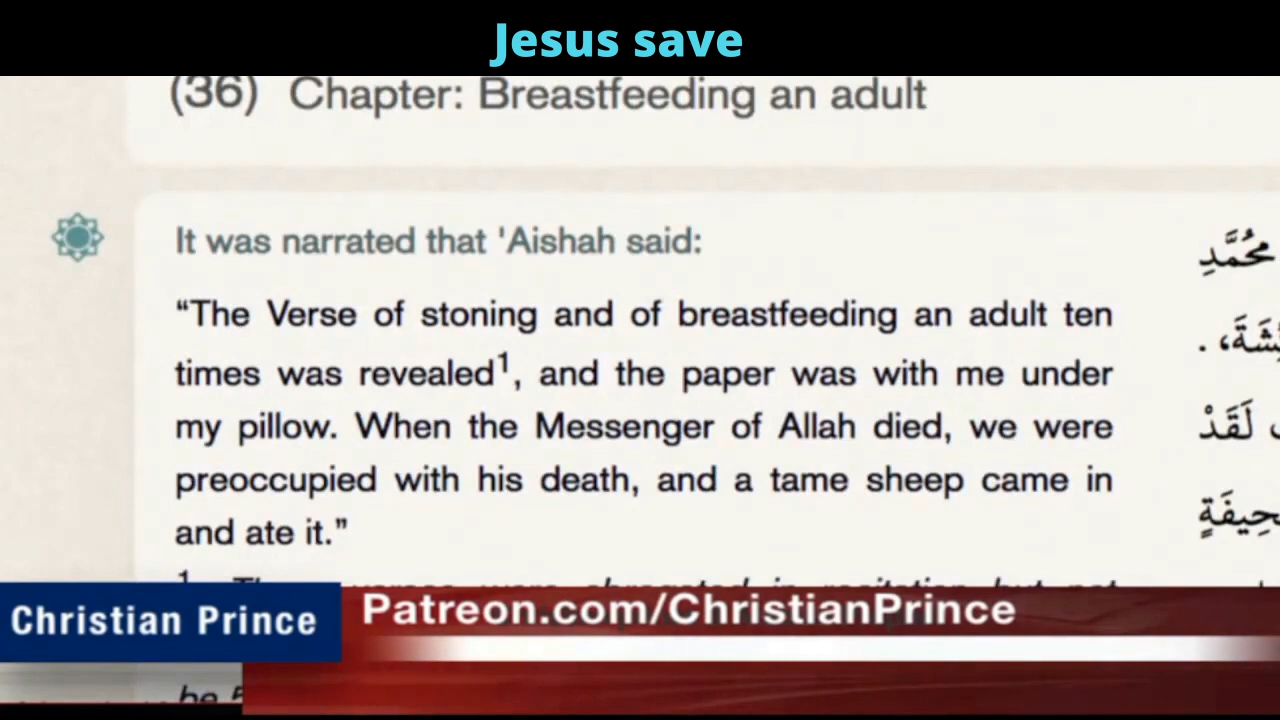 Jesus save
(36) Chapter: Breastfeeding an adult
It was narrated that 'Aishah said:
مُحَمَّدِ
“The Verse of stoning and of breastfeeding an adult ten
times was revealed1, and the paper was with me under
my pillow. When the Messenger of Allah died, we were
لَقَدْ
preoccupied with his death, and a tame sheep came in
and ate it.”
Christian Prince
Patreon.com/ChristianPrince